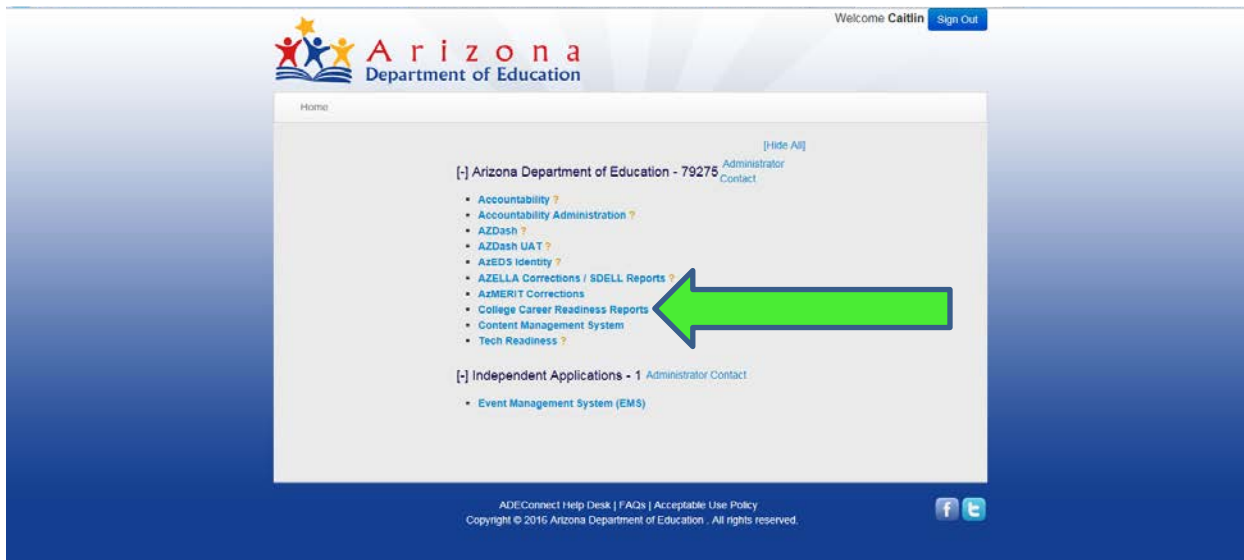 Welcome Caitlin Sign Out
Arizona
Department of Education
Home
[Hide All]
[-] Arizona Department of Education - 79275 Administrator Contact
Accountability ?
Accountability Administration ?
AZDash ?
AZDash UAT ?
AzEDS Identity ?
AZELLA Corrections / SDELL Reports ?
AzMERIT Corrections
College Career Readiness Reports
Content Management System
Tech Readiness ?
[-] Independent Applications - 1 Administrator Contact
Event Management System (EMS)
ADEConnect Help Desk | FAQs | Acceptable Use Policy
Copyright © 2016 Arizona Department of Education . All rights reserved.